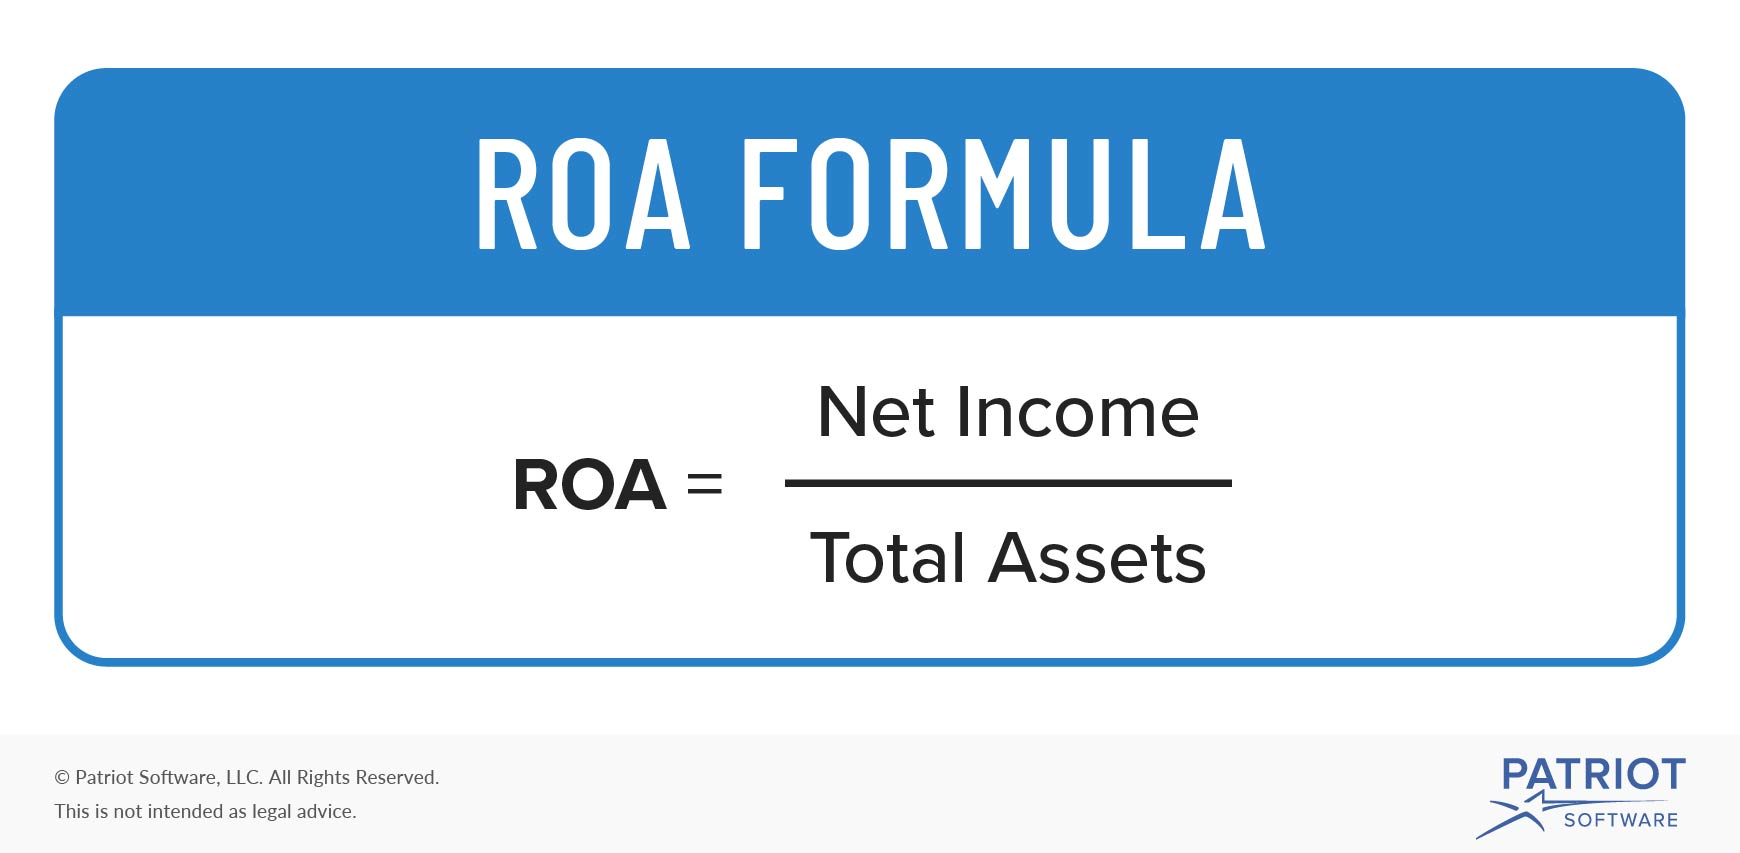 ROA FORMULA
ROA =
Net Income
Total Assets
© Patriot Software, LLC. All Rights Reserved.
This is not intended as legal advice.
PATRIOT
SOFTWARE